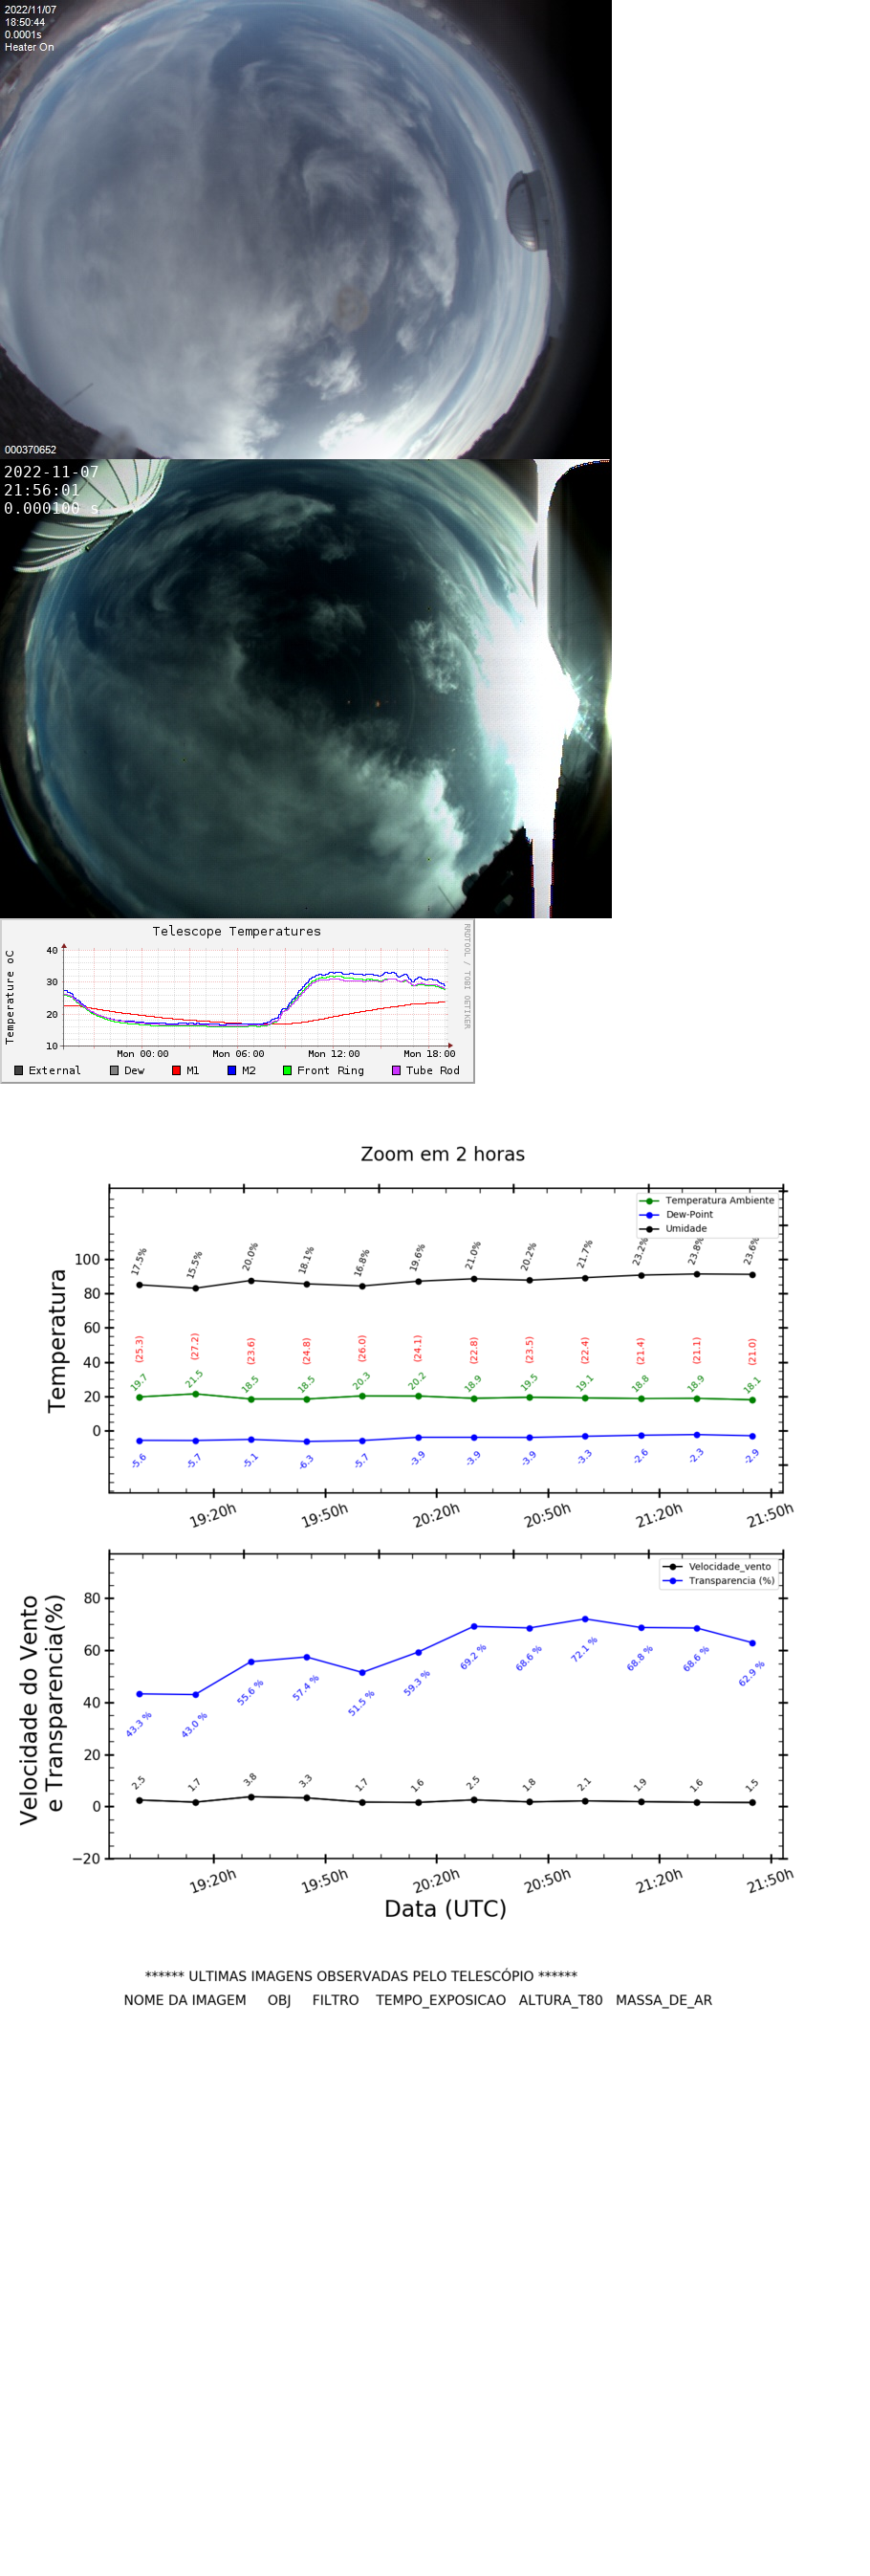 2022/11/07
18:50:44
0.0001s
Heater On
000370652
2022-11-07
21:56:01
0.000100 s
Telescope Temperatures
RRDTOOL / TOBI OETIKER
Temperature oC
40
30
20
10
Mon 00:00 Mon 06:00 Mon 12:00 Mon 18:00
External Dew M1 M2 Front Ring Tube Rod
Zoom em 2 horas
Temperatura Ambiente
Dew-Point
Umidade
Temperatura
100
80
60
40
20
0
17.5% 15.5% 20.0% 18.1% 16.8% 19.6% 21.0% 20.2% 21.7% 23.2% 23.8% 23.6%
(25.3) (27.2) (23.6) (24.8) (26.0) (24.1) (22.8) (23.5) (22.4) (21.4) (21.1) (21.0)
19.7 21.5 18.5 18.5 20.3 20.2 18.9 19.5 19.1 18.8 18.9 18.1
-5.6 -5.7 -5.1 -6.3 -5.7 -3.9 -3.9 -3.9 -3.3 -2.6 -2.3 -2.9
19:20h 19:50h 20:20h 20:50h 21:20h 21:50h
Velocidade_vento
Transparencia (%)
Velocidade do Vento
e Transparencia(%)
80
60
40
20
0
−20
43.3 % 43.0 % 55.6 % 57.4 % 51.5 % 59.3 % 69.2 % 68.6 % 72.1 % 68.8 % 68.6 % 62.9 %
2.5 1.7 3.8 3.3 1.7 1.6 2.5 1.8 2.1 1.9 1.6 1.5
19:20h 19:50h 20:20h 20:50h 21:20h 21:50h
Data (UTC)
****** ULTIMAS IMAGENS OBSERVADAS PELO TELESCÓPIO ******
NOME DA IMAGEM OBJ FILTRO TEMPO_EXPOSICAO ALTURA_T80 MASSA_DE_AR